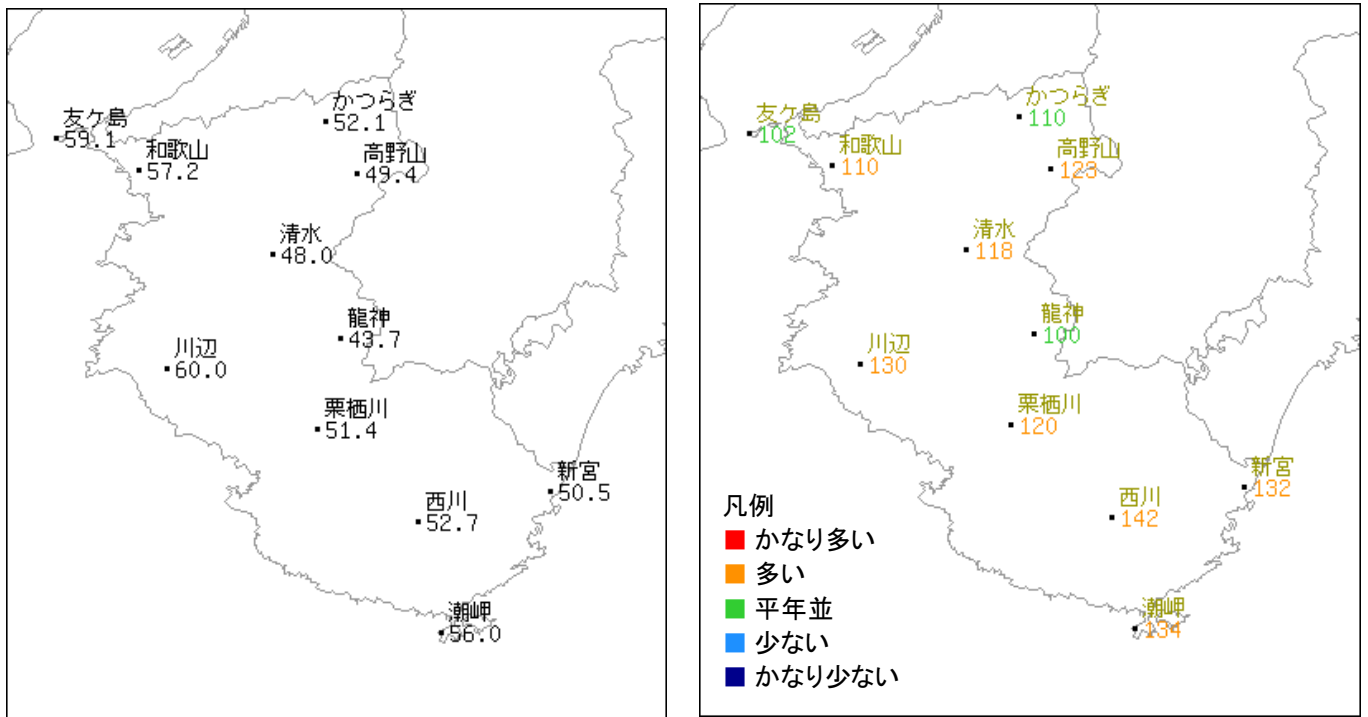 友ケ島
59.1
和歌山
57.2
かつらぎ
52.1
高野山
49.4
清水
48.0
龍神
43.7
川辺
60.0
栗栖川
51.4
新宮
50.5
西川
52.7
潮岬
56.0
友ケ島
102
和歌山
110
かつらぎ
110
高野山
123
清水
118
龍神
100
川辺
130
栗栖川
120
新宮
132
西川
142
潮岬
134
凡例
かなり多い
多い
平年並
少ない
かなり少ない